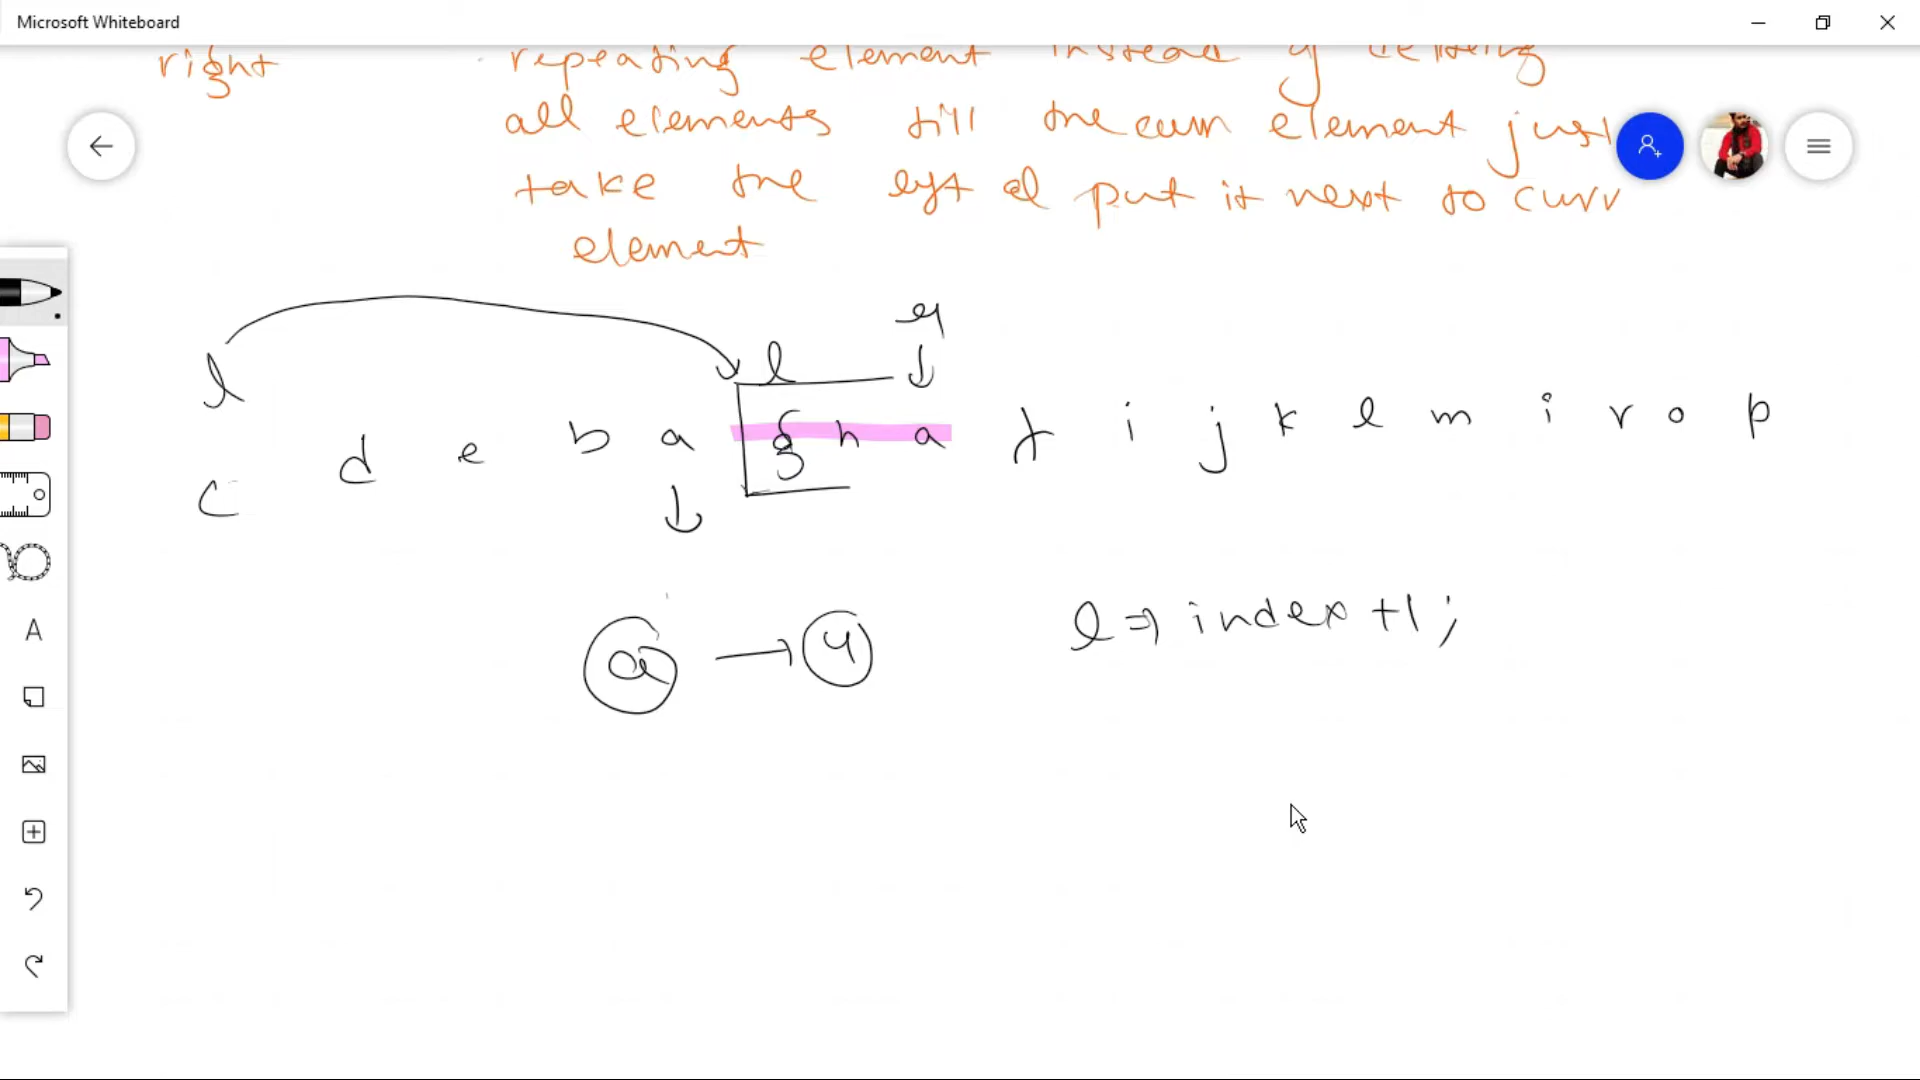 Microsoft Whiteboard
right
repeating element instead of deleting
all elements till the curr element just
take the left al put it next to curr
element
r
l
l
c d e b a g h a f i j k l m i r o p
a → 4
l ⇒ index +1;
A